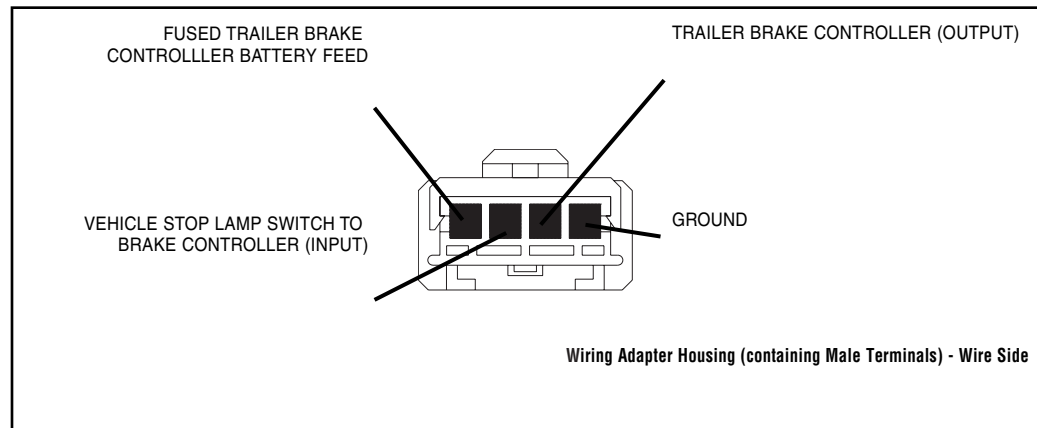 FUSED TRAILER BRAKE
CONTROLLLER BATTERY FEED
TRAILER BRAKE CONTROLLER (OUTPUT)
VEHICLE STOP LAMP SWITCH TO
BRAKE CONTROLLER (INPUT)
GROUND
Wiring Adapter Housing (containing Male Terminals) - Wire Side